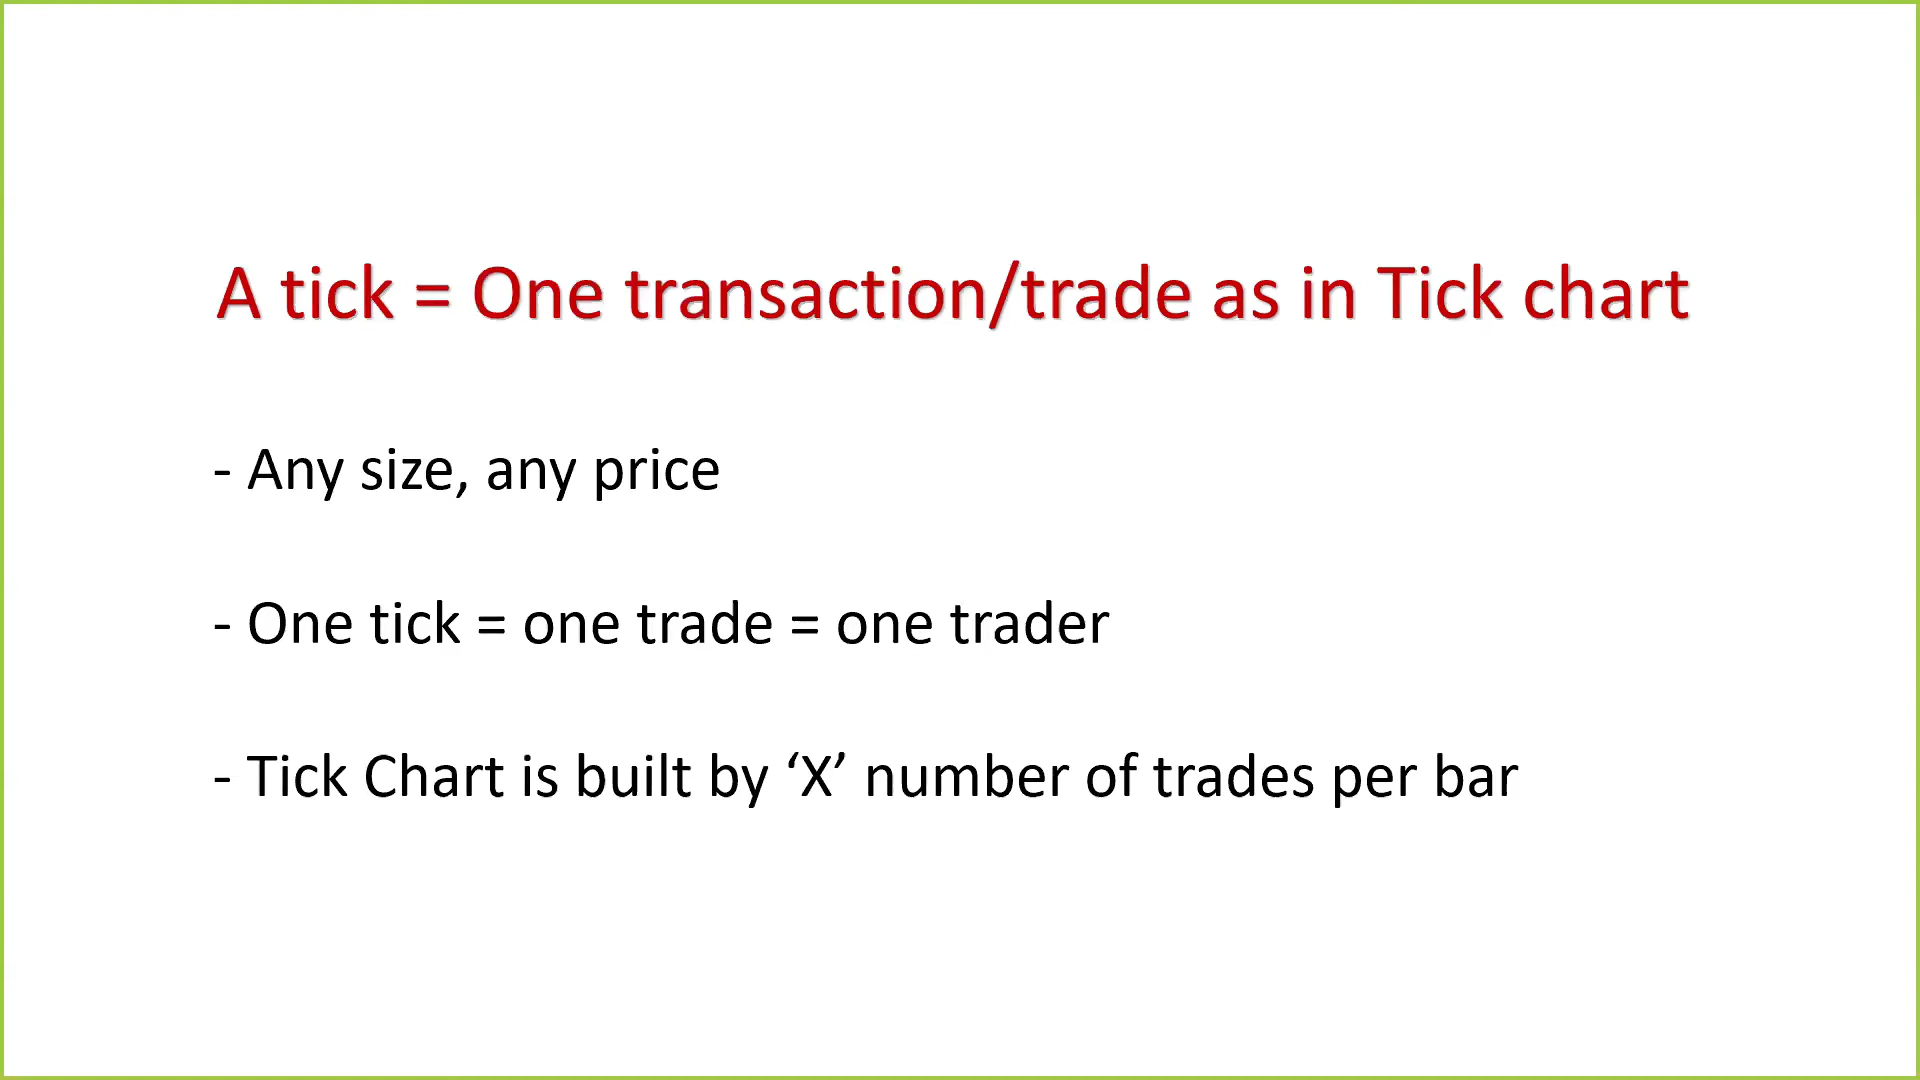 A tick = One transaction/trade as in Tick chart
- Any size, any price
- One tick = one trade = one trader
- Tick Chart is built by ‘X’ number of trades per bar